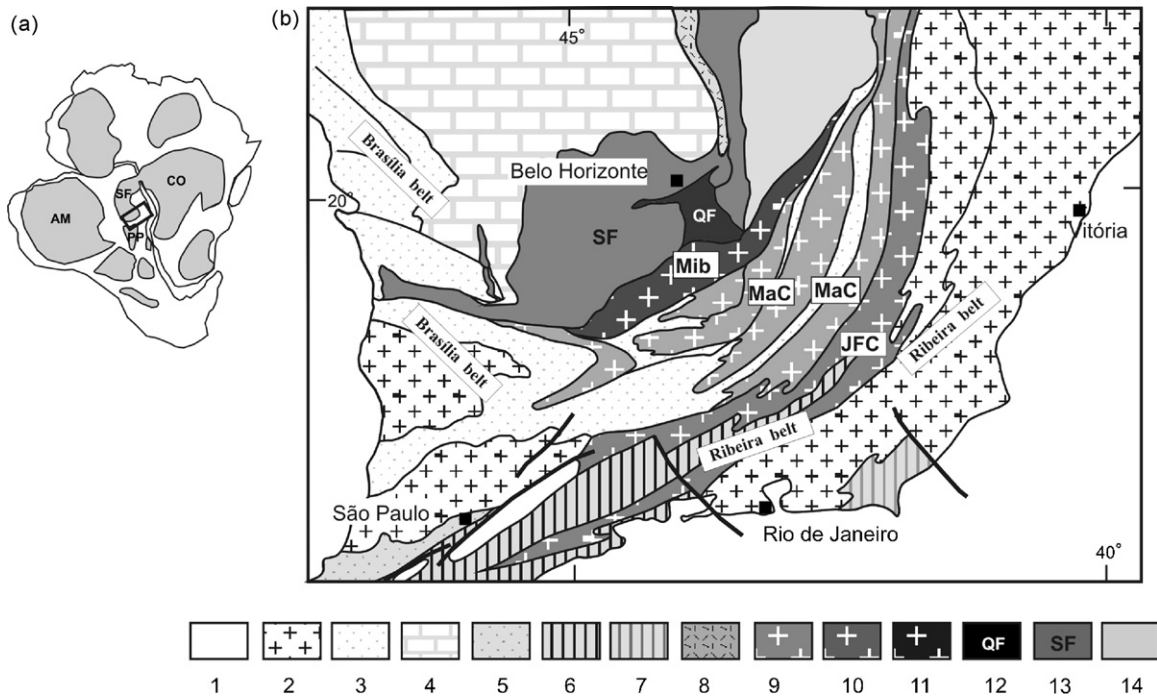 (a)
SF
CO
AM
PP
(b)
45°
Brasília belt
Belo Horizonte
20°
QF
SF
Vitória
Mib
MaC
MaC
JFC
Ribeira belt
Brasília belt
Ribeira belt
São Paulo
Rio de Janeiro
40°
QF SF
1 2 3 4 5 6 7 8 9 10 11 12 13 14